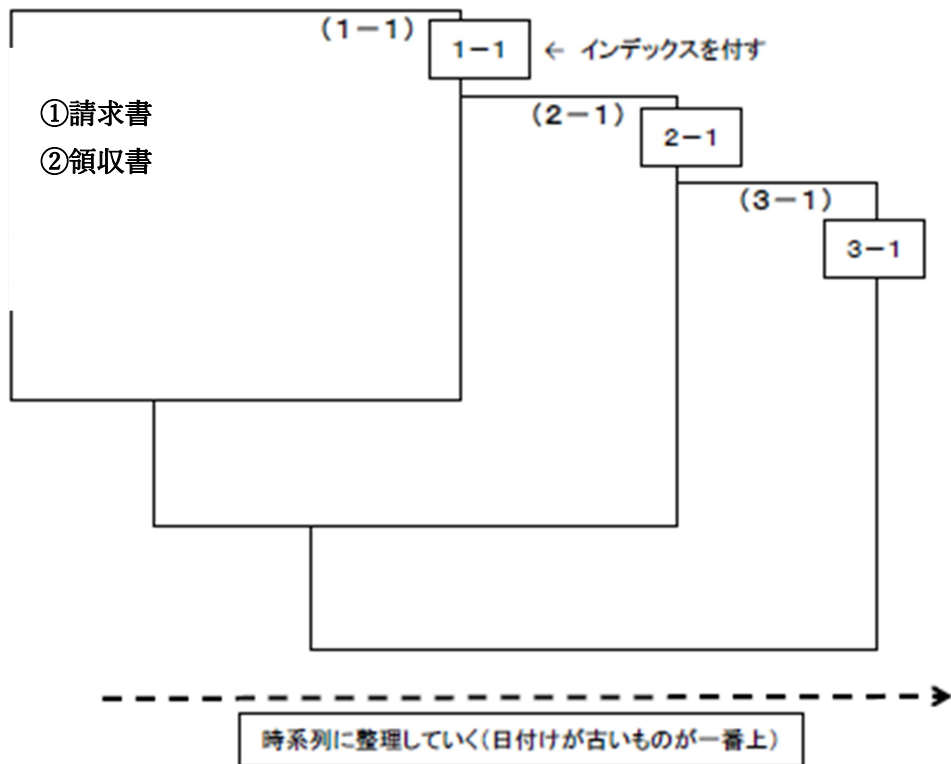 (1-1)
1-1
← インデックスを付す
①請求書
②領収書
(2-1)
2-1
(3-1)
3-1
時系列に整理していく(日付けが古いものが一番上)